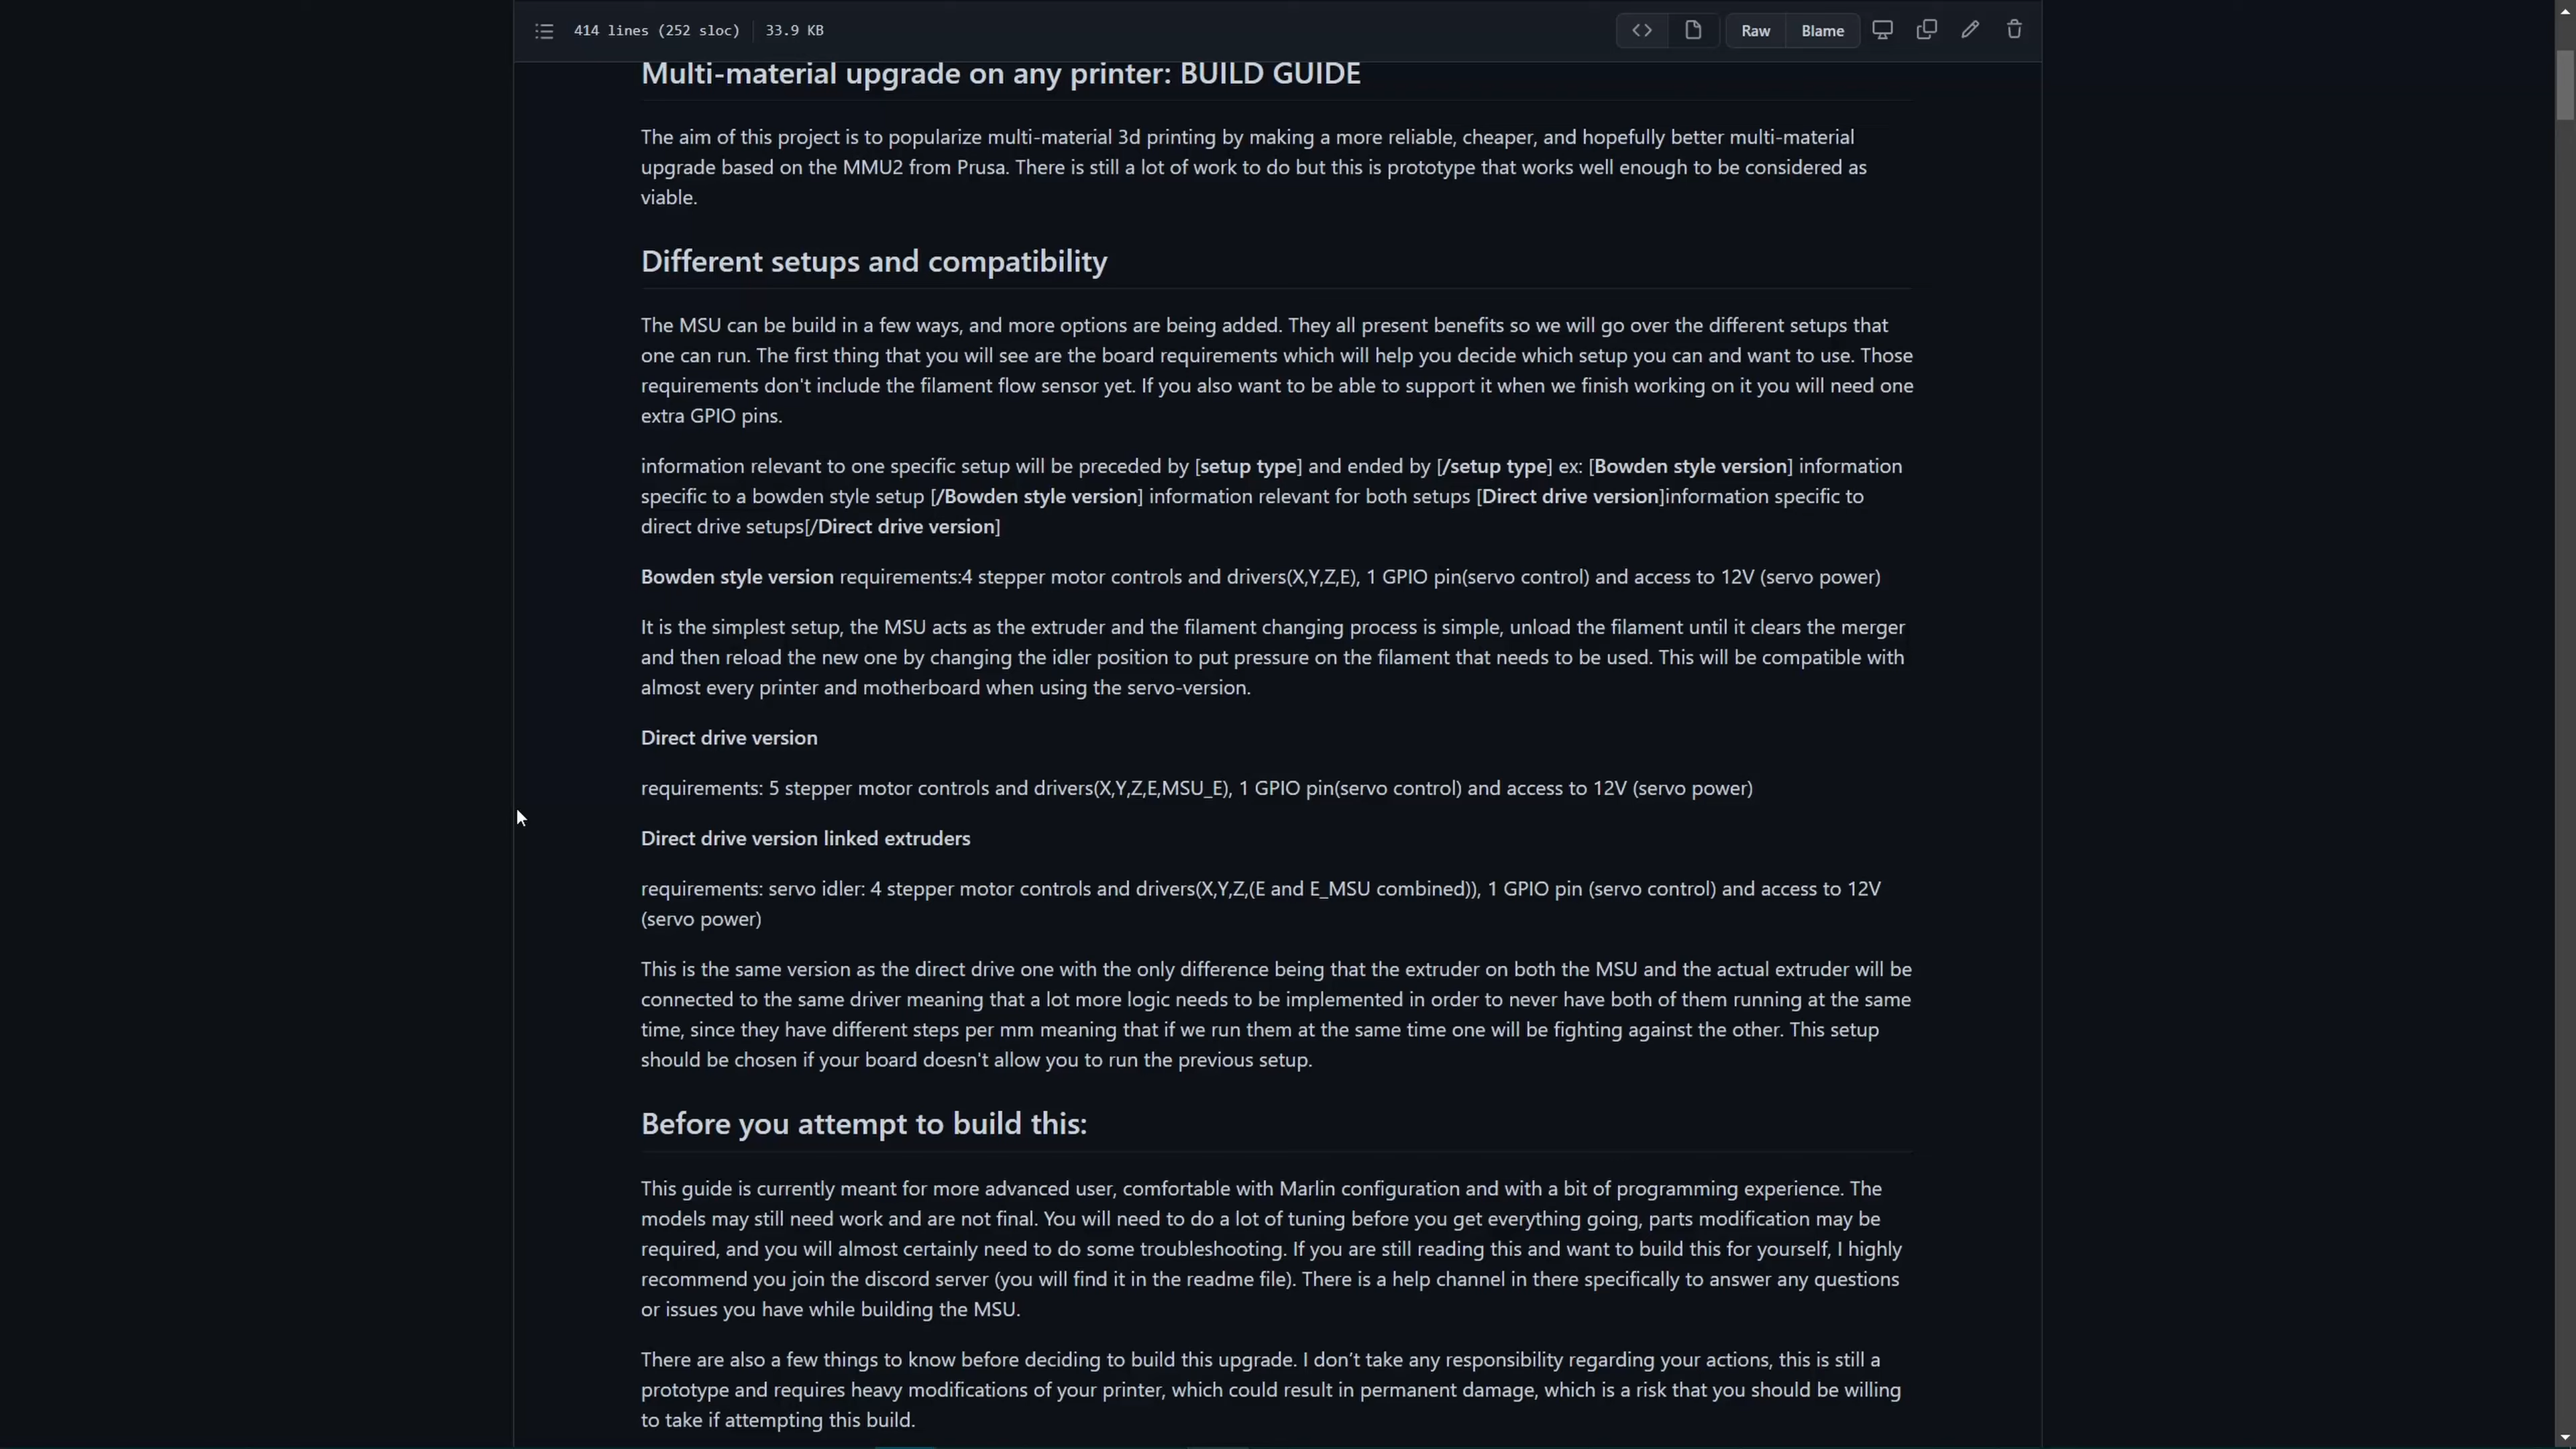 414 lines (252 sloc) 33.9 KB
Raw Blame
Multi-material upgrade on any printer: BUILD GUIDE
The aim of this project is to popularize multi-material 3d printing by making a more reliable, cheaper, and hopefully better multi-material
upgrade based on the MMU2 from Prusa. There is still a lot of work to do but this is prototype that works well enough to be considered as
viable.
Different setups and compatibility
The MSU can be build in a few ways, and more options are being added. They all present benefits so we will go over the different setups that
one can run. The first thing that you will see are the board requirements which will help you decide which setup you can and want to use. Those
requirements don't include the filament flow sensor yet. If you also want to be able to support it when we finish working on it you will need one
extra GPIO pins.
information relevant to one specific setup will be preceded by [setup type] and ended by [/setup type] ex: [Bowden style version] information
specific to a bowden style setup [/Bowden style version] information relevant for both setups [Direct drive version]information specific to
direct drive setups[/Direct drive version]
Bowden style version requirements:4 stepper motor controls and drivers(X,Y,Z,E), 1 GPIO pin(servo control) and access to 12V (servo power)
It is the simplest setup, the MSU acts as the extruder and the filament changing process is simple, unload the filament until it clears the merger
and then reload the new one by changing the idler position to put pressure on the filament that needs to be used. This will be compatible with
almost every printer and motherboard when using the servo-version.
Direct drive version
requirements: 5 stepper motor controls and drivers(X,Y,Z,E,MSU_E), 1 GPIO pin(servo control) and access to 12V (servo power)
Direct drive version linked extruders
requirements: servo idler: 4 stepper motor controls and drivers(X,Y,Z,(E and E_MSU combined)), 1 GPIO pin (servo control) and access to 12V
(servo power)
This is the same version as the direct drive one with the only difference being that the extruder on both the MSU and the actual extruder will be
connected to the same driver meaning that a lot more logic needs to be implemented in order to never have both of them running at the same
time, since they have different steps per mm meaning that if we run them at the same time one will be fighting against the other. This setup
should be chosen if your board doesn't allow you to run the previous setup.
Before you attempt to build this:
This guide is currently meant for more advanced user, comfortable with Marlin configuration and with a bit of programming experience. The
models may still need work and are not final. You will need to do a lot of tuning before you get everything going, parts modification may be
required, and you will almost certainly need to do some troubleshooting. If you are still reading this and want to build this for yourself, I highly
recommend you join the discord server (you will find it in the readme file). There is a help channel in there specifically to answer any questions
or issues you have while building the MSU.
There are also a few things to know before deciding to build this upgrade. I don’t take any responsibility regarding your actions, this is still a
prototype and requires heavy modifications of your printer, which could result in permanent damage, which is a risk that you should be willing
to take if attempting this build.